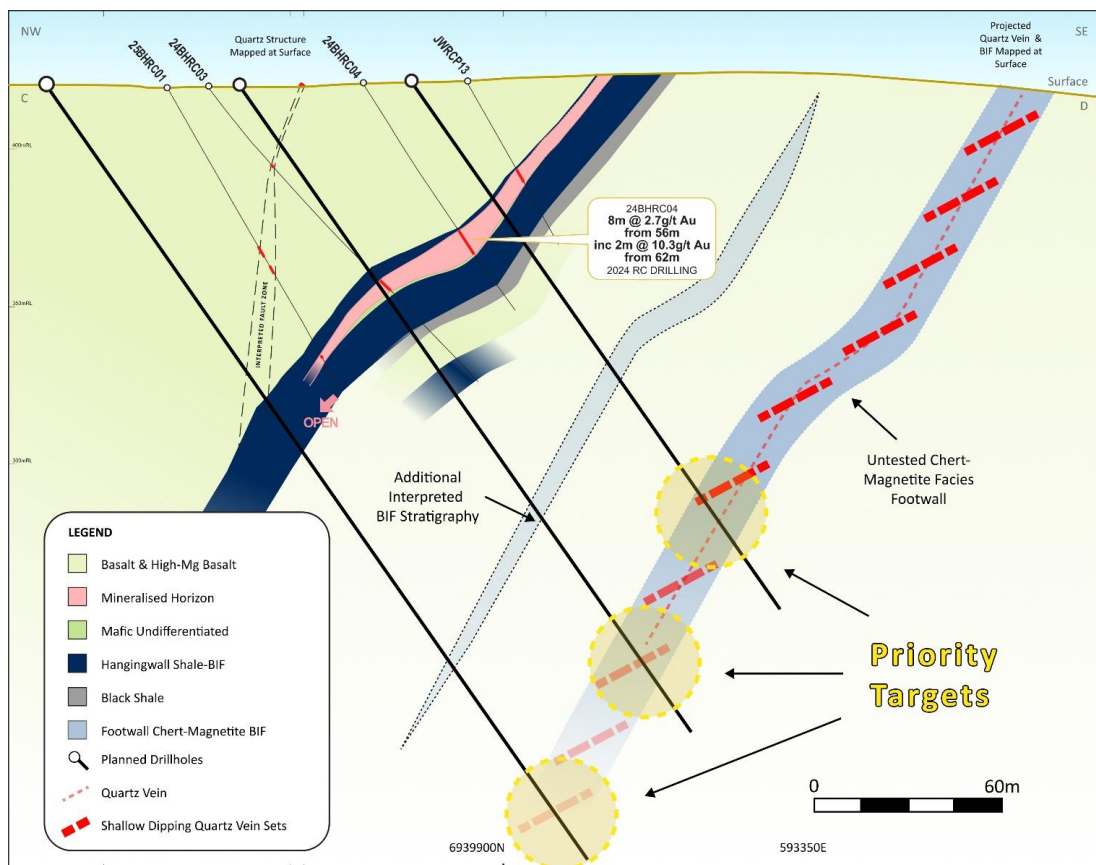 NW
SE
25BHRC01
24BHRC03
Quartz Structure
Mapped at Surface
24BHRC04
JWRCP13
Projected
Quartz Vein &
BIF Mapped at
Surface
Surface
C
D
400mRL
24BHRC04
8m @ 2.7g/t Au
from 56m
inc 2m @ 10.3g/t Au
from 62m
2024 RC DRILLING
350mRL
INTERPRETED FAULT ZONE
OPEN
300mRL
Additional
Interpreted
BIF Stratigraphy
Untested Chert-
Magnetite Facies
Footwall
LEGEND
Basalt & High-Mg Basalt
Mineralised Horizon
Mafic Undifferentiated
Hangingwall Shale-BIF
Black Shale
Footwall Chert-Magnetite BIF
Planned Drillholes
Quartz Vein
Shallow Dipping Quartz Vein Sets
Priority
Targets
0
60m
6939900N
593350E